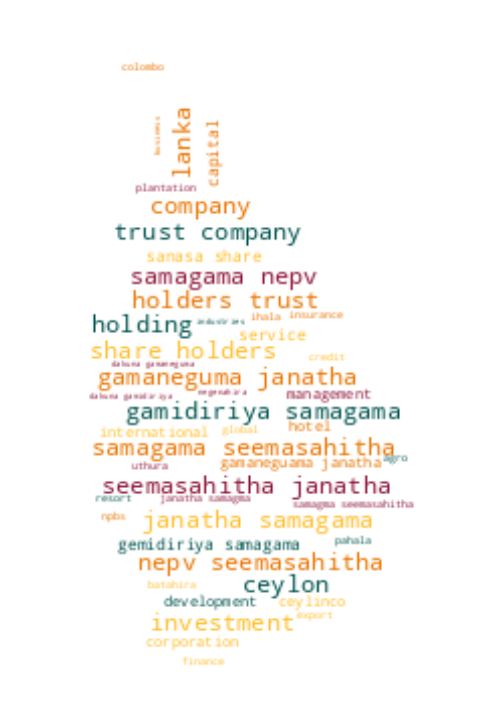 colombo
business
lanka
capital
plantation
company
trust company
sanasa share
samagama nepv
holders trust
holding industries ihala insurance
service
share holders credit
dakuna gamaneguma
gamaneguma janatha
dakuna gamidiriya negenahira management
gamidiriya samagama
international global hotel
samagama seemasahitha
uthura gamaneguama janatha agro
seemasahitha janatha
resort janatha samagma samagma seemasahitha
npbs janatha samagama
gemidiriya samagama pahala
nepv seemasahitha
batahira ceylon
development ceylinco
investment export
corporation
finance